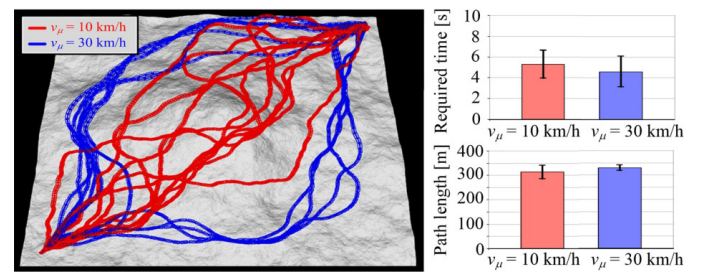 v_μ = 10 km/h
v_μ = 30 km/h
Required time [s]
10
8
6
4
2
0
v_μ = 10 km/h v_μ = 30 km/h
Path length [m]
400
300
200
100
0
v_μ = 10 km/h v_μ = 30 km/h